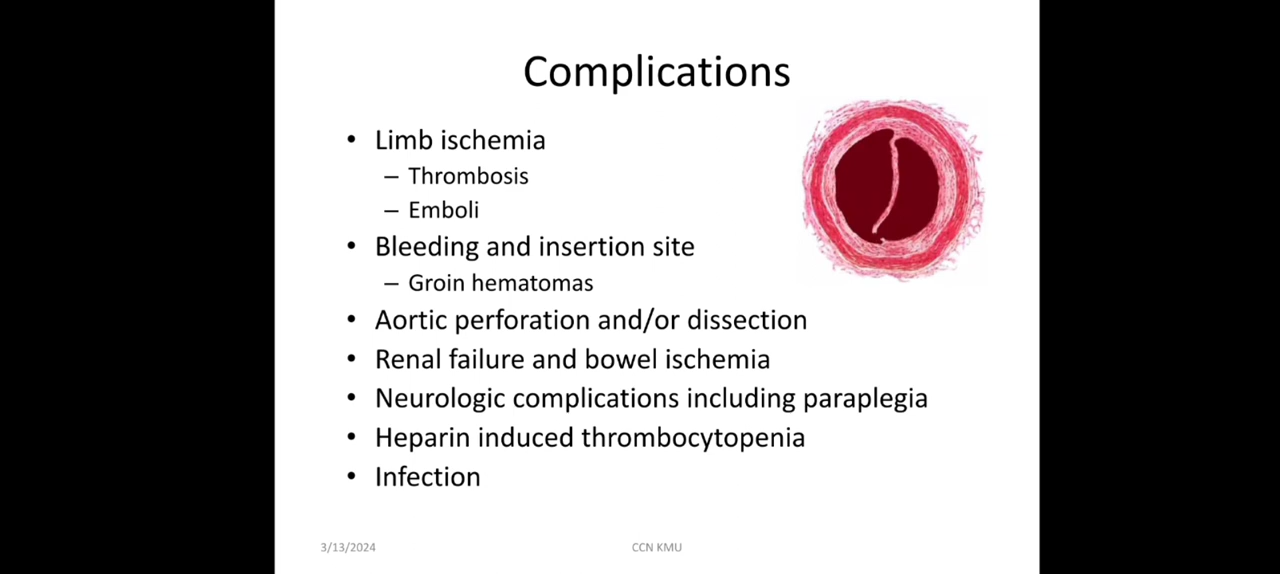 Complications
• Limb ischemia
– Thrombosis
– Emboli
• Bleeding and insertion site
– Groin hematomas
• Aortic perforation and/or dissection
• Renal failure and bowel ischemia
• Neurologic complications including paraplegia
• Heparin induced thrombocytopenia
• Infection
3/13/2024
CCN KMU